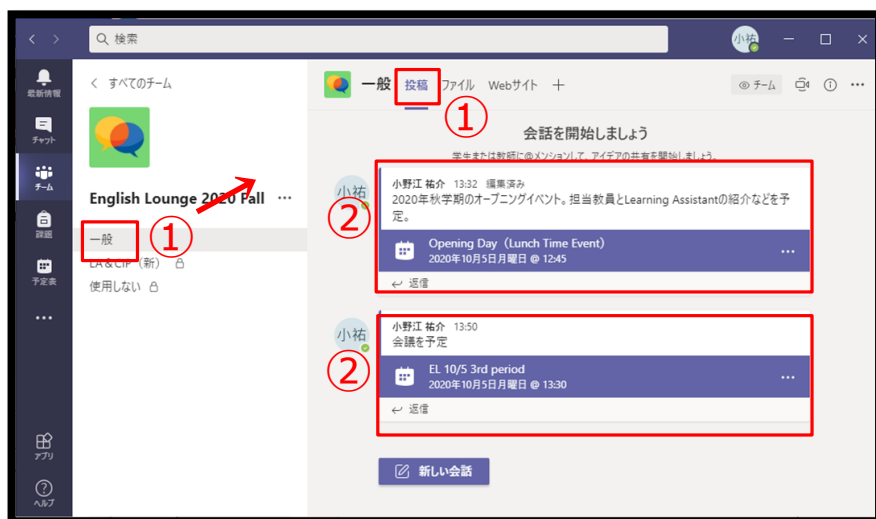 検索
小祐
最新情報
チャット
チーム
課題
予定表
アプリ
ヘルプ
すべてのチーム
English Lounge 2020 Fall
一般
①
LA&CIP（新）
使用しない
一般 投稿 ファイル Webサイト
チーム
①
会話を開始しましょう
学生または教師に@メンションして、アイデアの共有を開始しましょう。
小祐
②
小野江 祐介 13:32 編集済み
2020年秋学期のオープニングイベント。担当教員とLearning Assistantの紹介などを予
定。
Opening Day（Lunch Time Event）
2020年10月5日月曜日 @ 12:45
返信
小祐
②
小野江 祐介 13:50
会議を予定
EL 10/5 3rd period
2020年10月5日月曜日 @ 13:30
返信
新しい会話